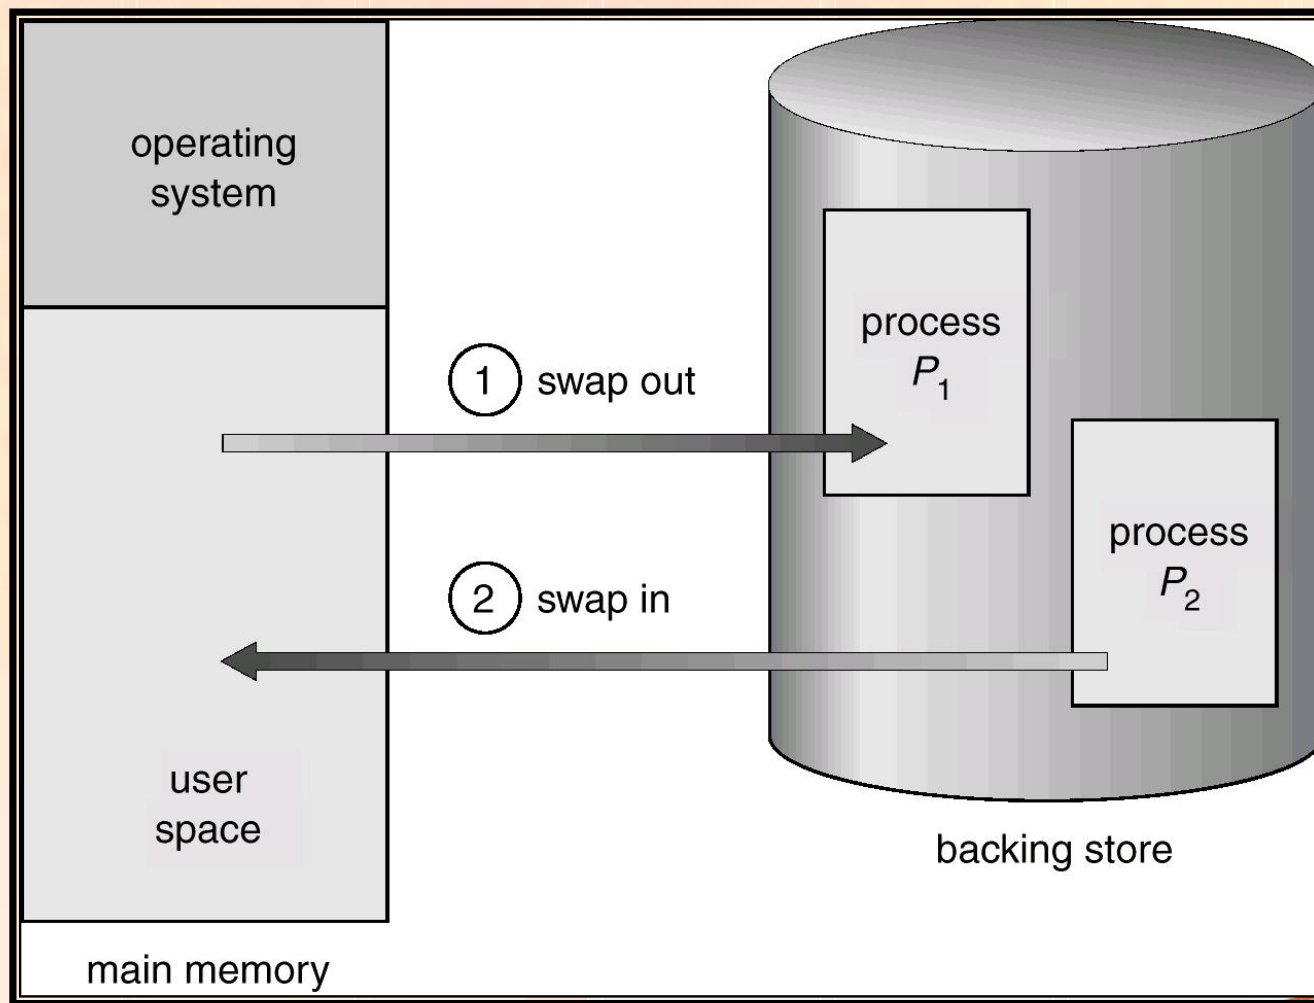 operating
system
process
P1
1 swap out
process
P2
2 swap in
user
space
backing store
main memory